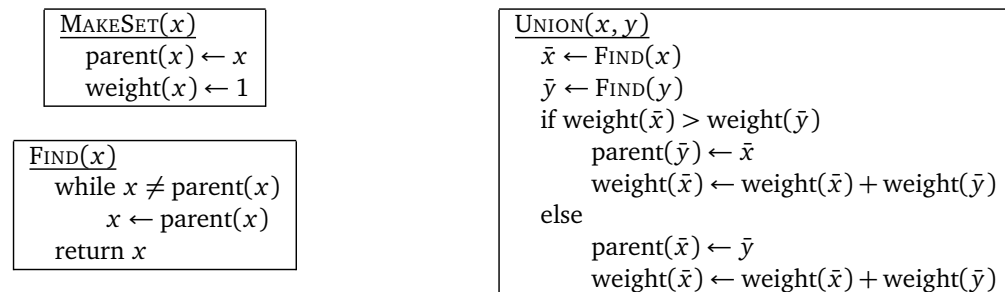 MAKESET(x)
parent(x) ← x
weight(x) ← 1
FIND(x)
while x ≠ parent(x)
x ← parent(x)
return x
UNION(x, y)
x̄ ← FIND(x)
ȳ ← FIND(y)
if weight(x̄) > weight(ȳ)
parent(ȳ) ← x̄
weight(x̄) ← weight(x̄) + weight(ȳ)
else
parent(x̄) ← ȳ
weight(x̄) ← weight(x̄) + weight(ȳ)